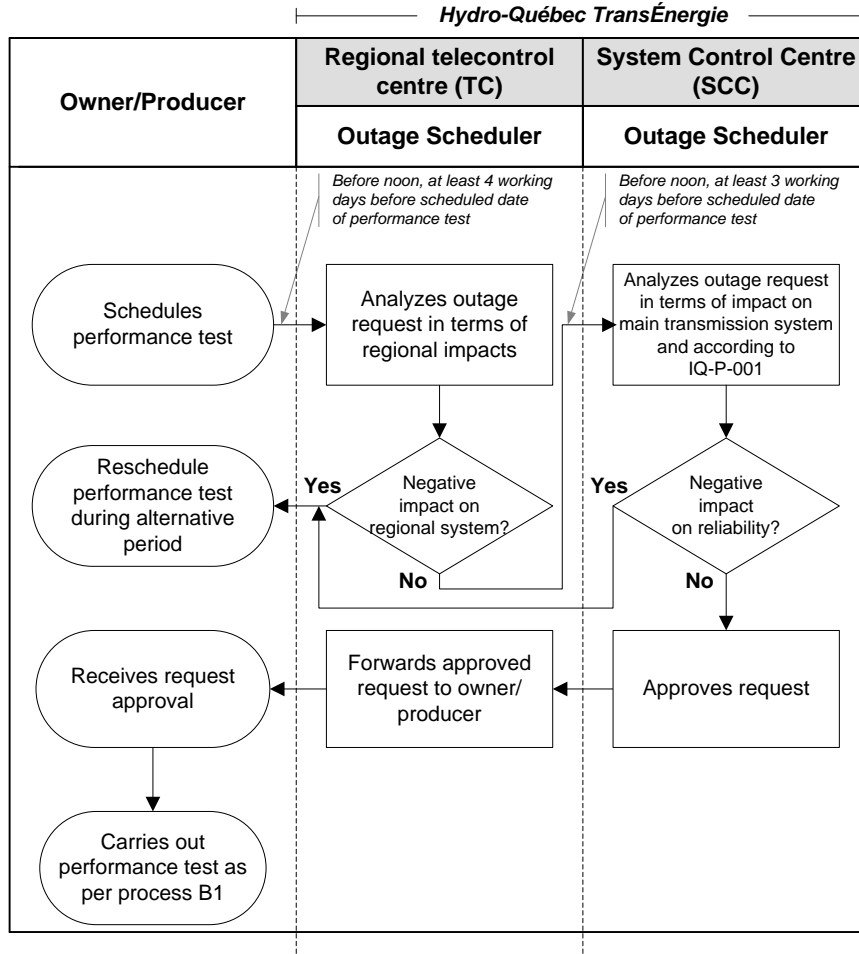 Hydro-Québec TransÉnergie
Owner/Producer
Regional telecontrol
centre (TC)
System Control Centre
(SCC)
Outage Scheduler
Outage Scheduler
Before noon, at least 4 working
days before scheduled date
of performance test
Before noon, at least 3 working
days before scheduled date
of performance test
Schedules
performance test
Analyzes outage
request in terms of
regional impacts
Analyzes outage request
in terms of impact on
main transmission system
and according to
IQ-P-001
Reschedule
performance test
during alternative
period
Yes
Negative
impact on
regional system?
No
Yes
Negative
impact
on reliability?
No
Receives request
approval
Forwards approved
request to owner/
producer
Approves request
Carries out
performance test as
per process B1